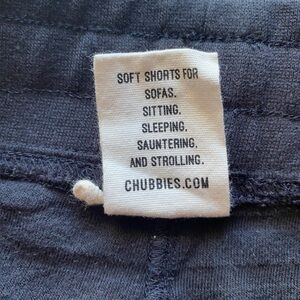 SOFT SHORTS FOR
SOFAS.
SITTING.
SLEEPING.
SAUNTERING.
AND STROLLING.
CHUBBIES.COM